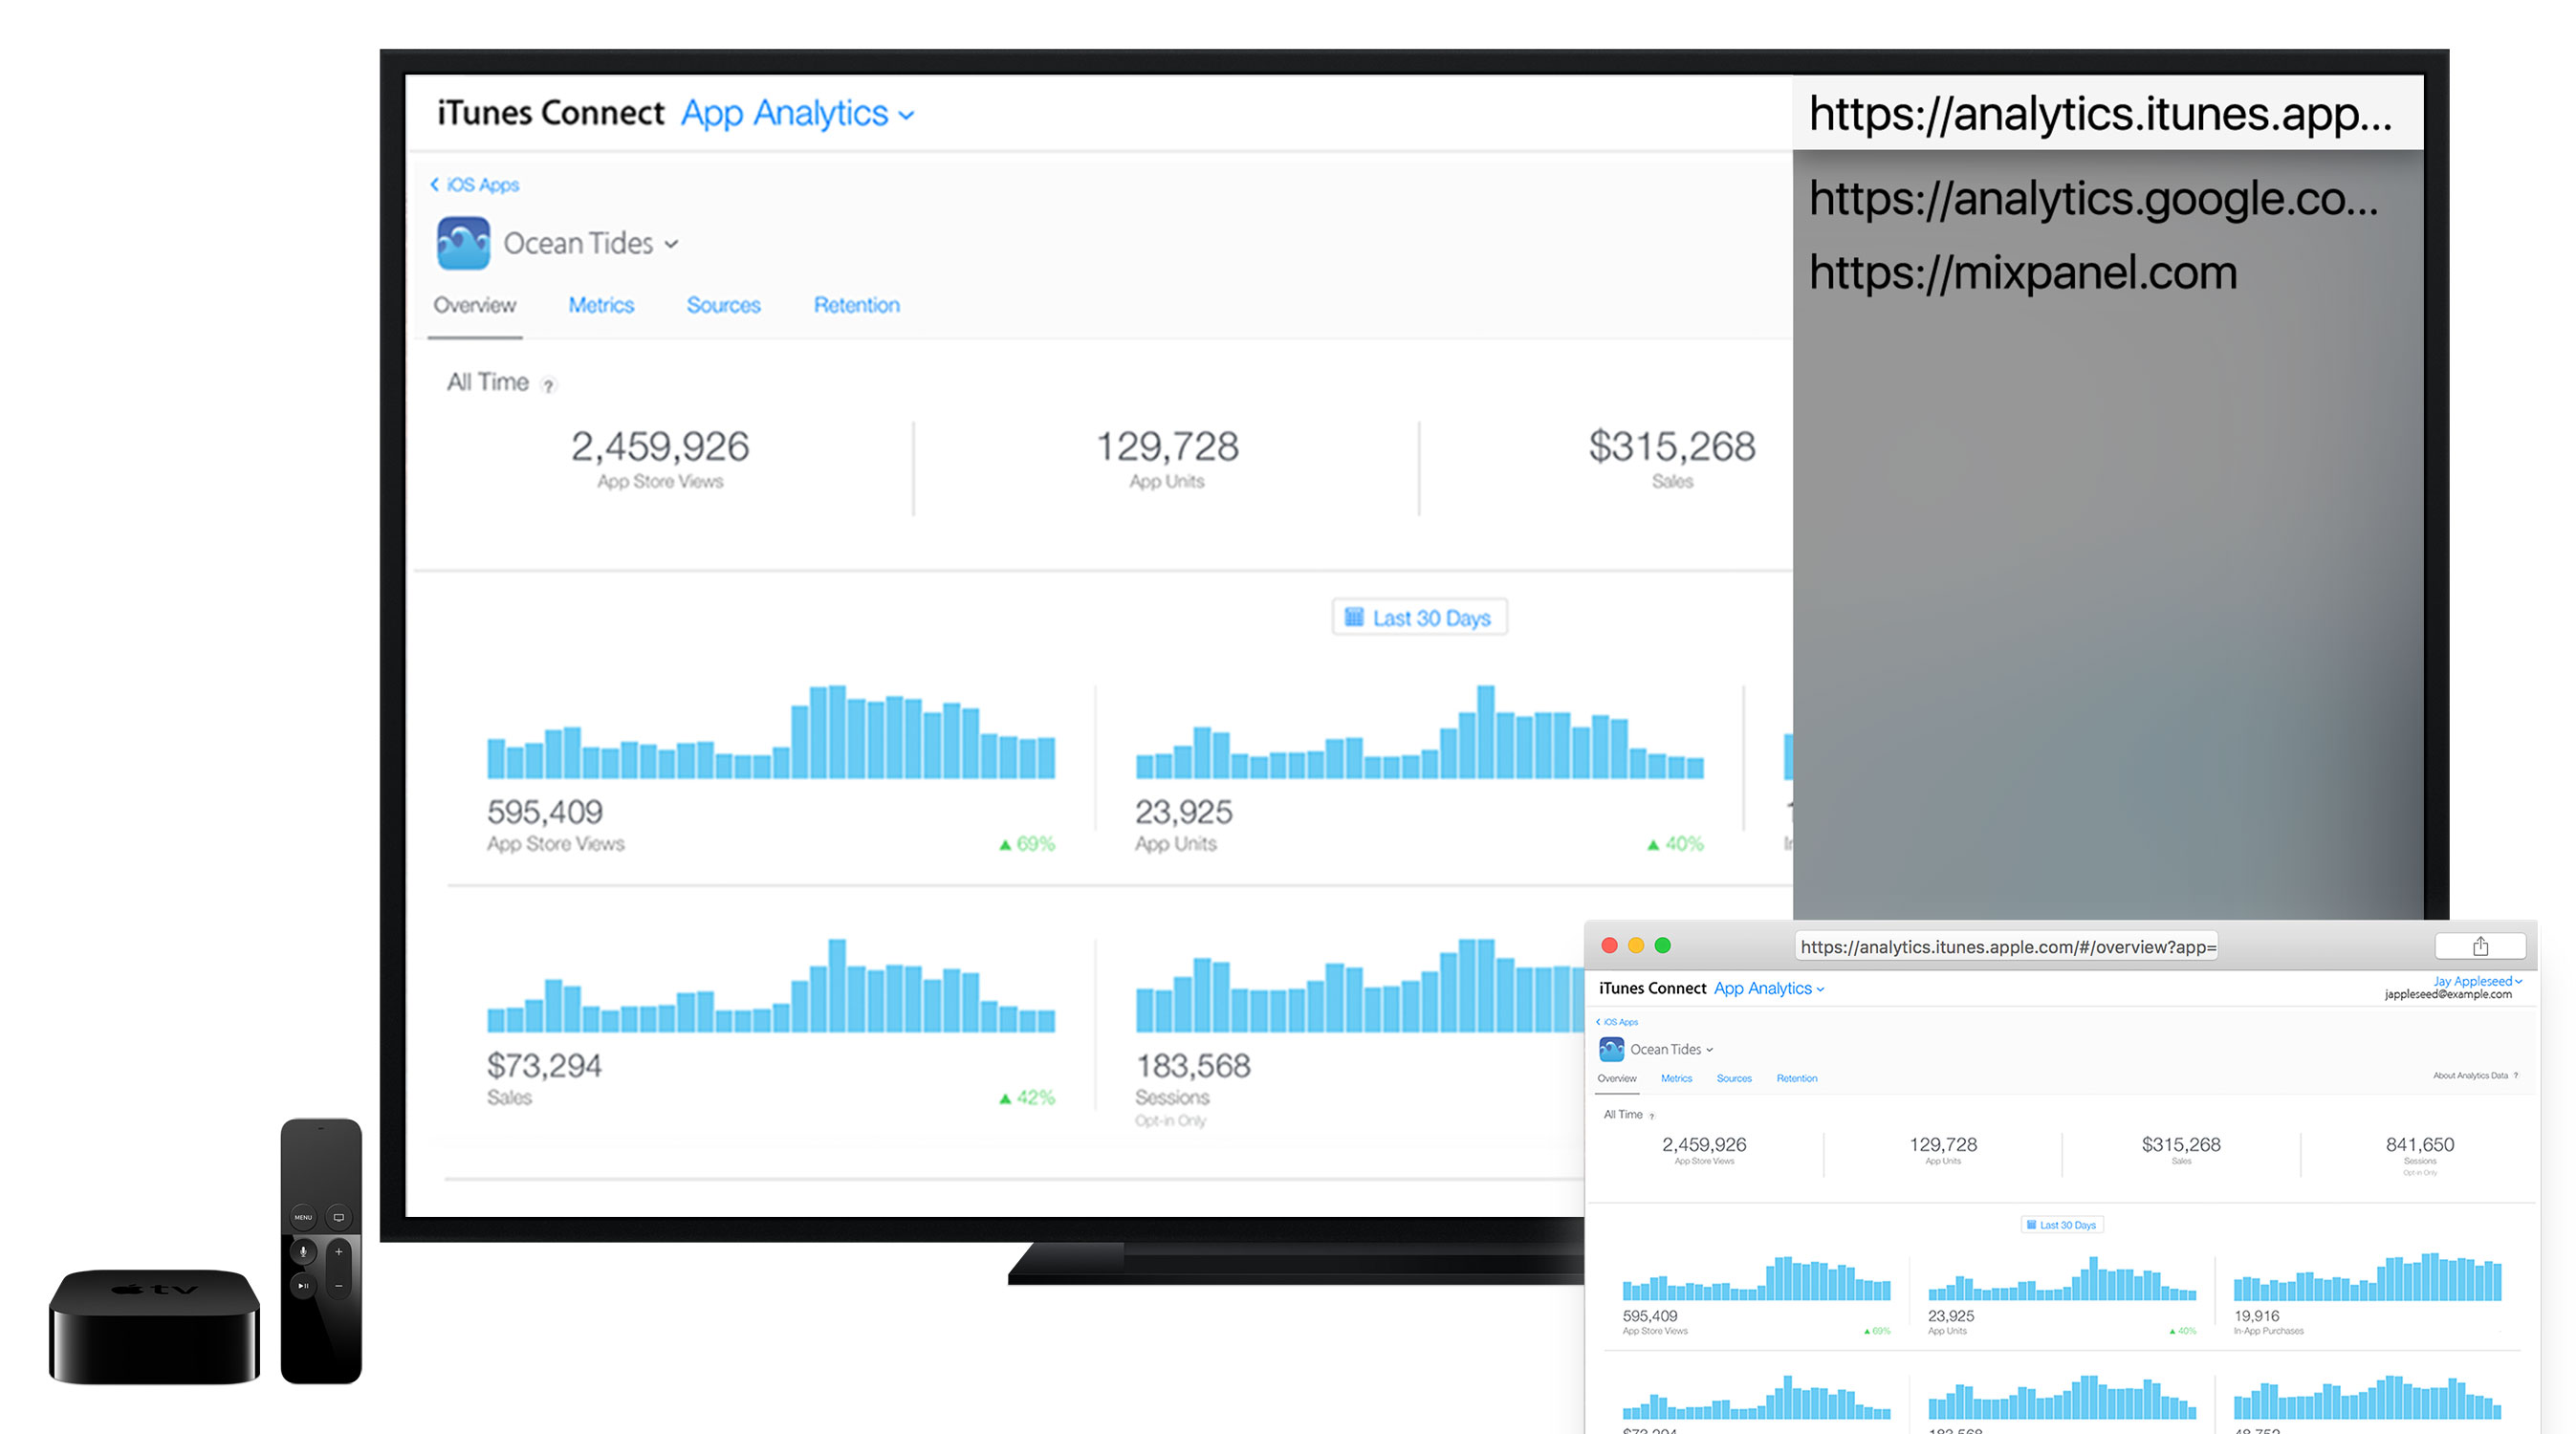 iTunes Connect App Analytics
https://analytics.itunes.app...
https://analytics.google.co...
https://mixpanel.com
iOS Apps
Ocean Tides
Overview Metrics Sources Retention
All Time ?
2,459,926 129,728 $315,268
App Store Views App Units Sales
Last 30 Days
595,409 23,925
App Store Views 69% App Units 40%
$73,294 183,568
Sales 42% Sessions
Opt-in Only
https://analytics.itunes.apple.com/#/overview?app=
iTunes Connect App Analytics Jay Appleseed
jappleseed@example.com
iOS Apps
Ocean Tides
Overview Metrics Sources Retention About Analytics Data ?
All Time ?
2,459,926 129,728 $315,268 841,650
App Store Views App Units Sales Sessions
Opt-in Only
Last 30 Days
595,409 23,925 19,916
App Store Views 69% App Units 40% In-App Purchases
MENU
tv